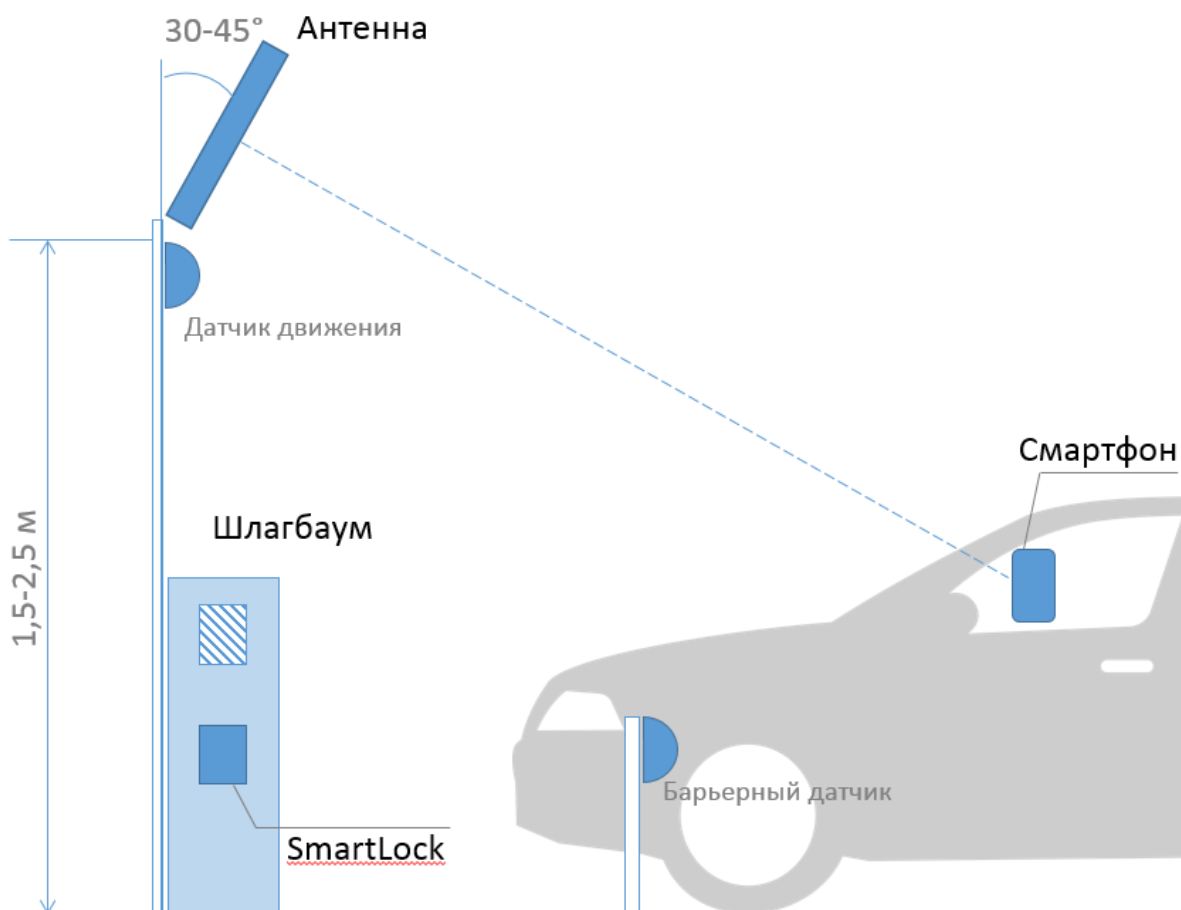 30-45°
Антенна
Датчик движения
Смартфон
Шлагбаум
1,5-2,5 м
Барьерный датчик
SmartLock